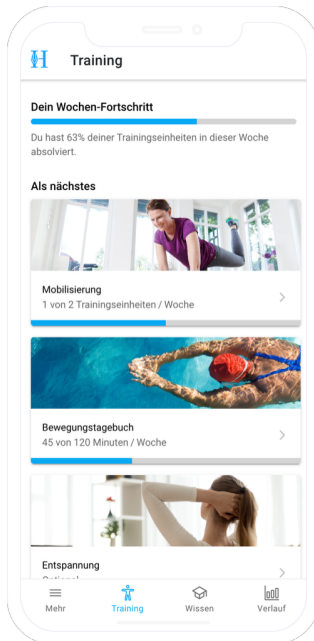 Training
Dein Wochen-Fortschritt
Du hast 63% deiner Trainingseinheiten in dieser Woche
absolviert.
Als nächstes
Mobilisierung
1 von 2 Trainingseinheiten / Woche
Bewegungstagebuch
45 von 120 Minuten / Woche
Entspannung
Optional
Mehr
Training
Wissen
Verlauf